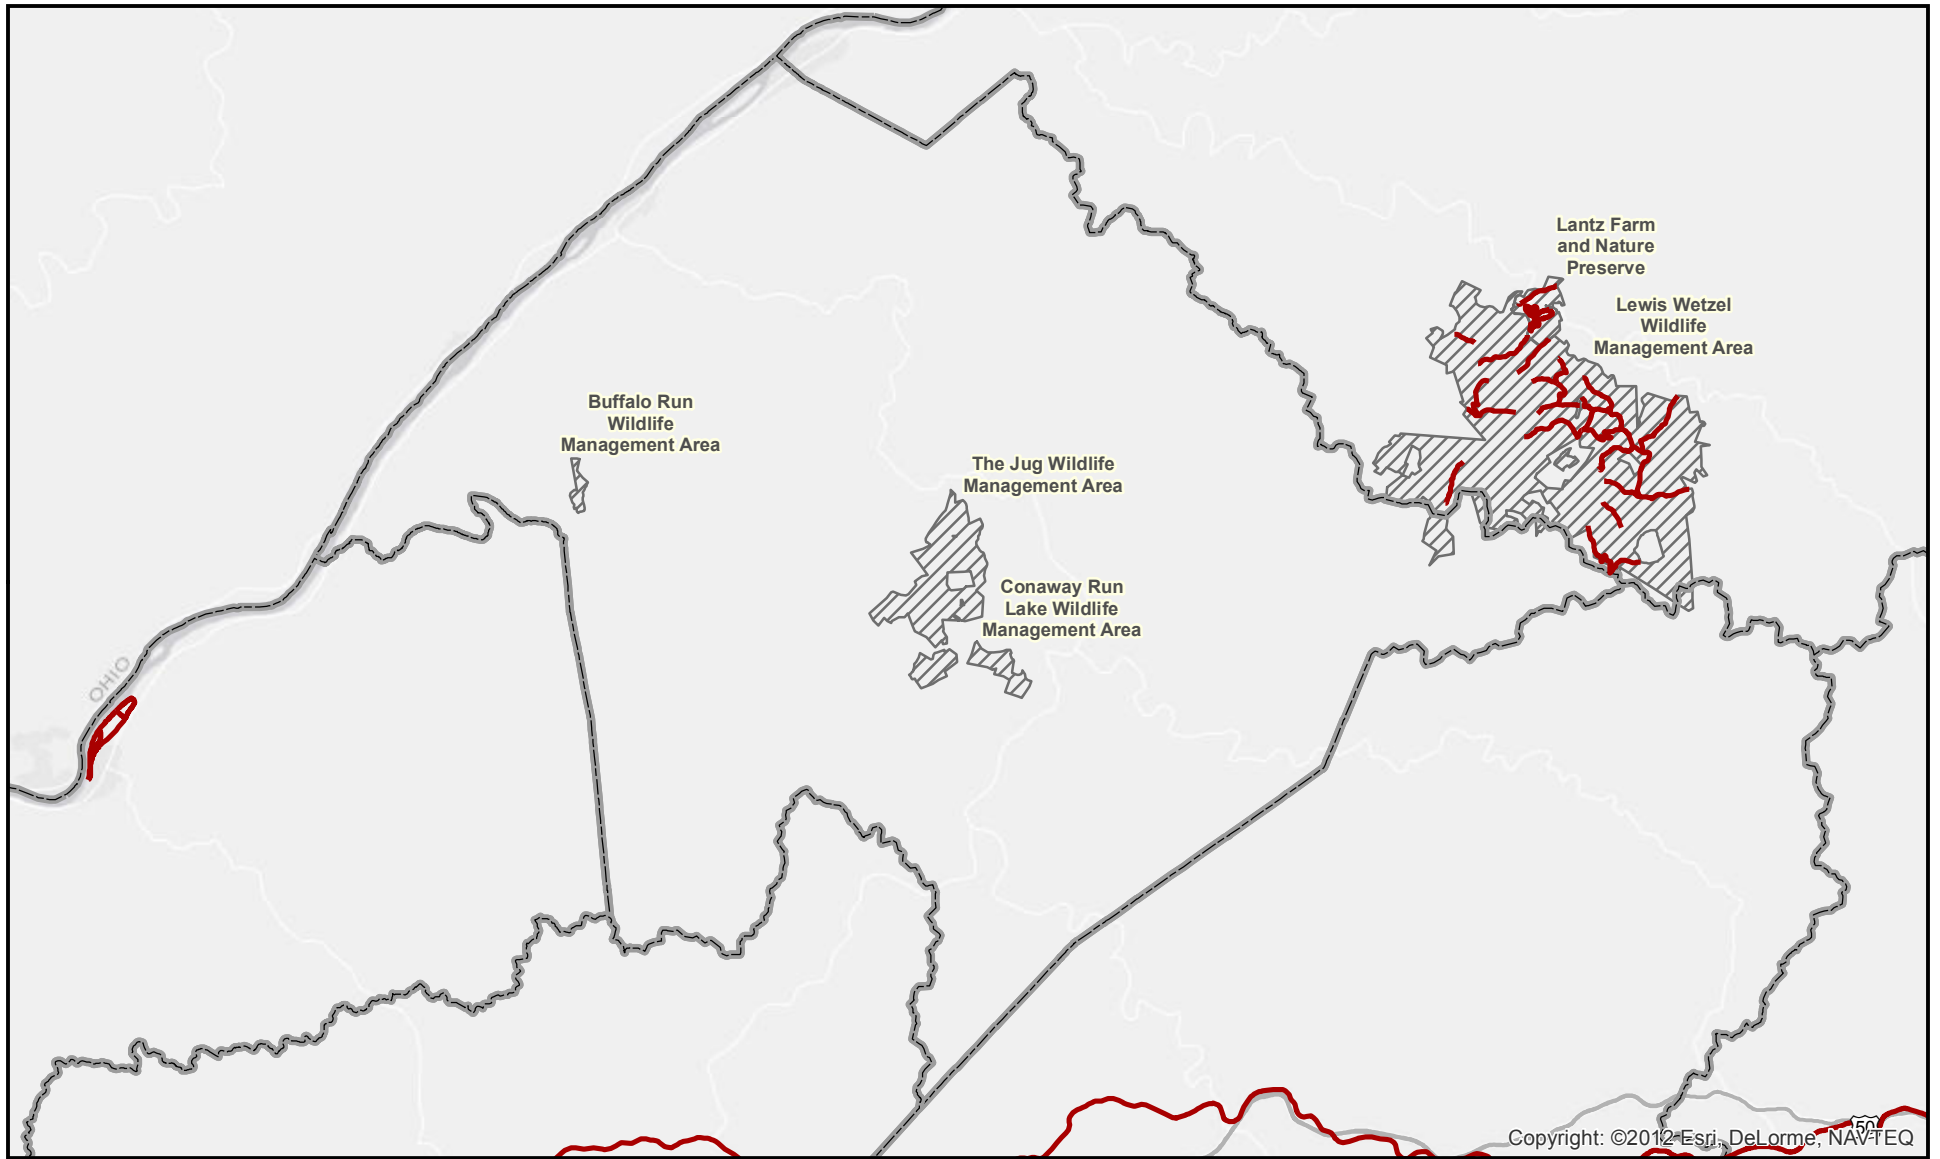 Lantz Farm
and Nature
Preserve
Lewis Wetzel
Wildlife
Management Area
Buffalo Run
Wildlife
Management Area
The Jug Wildlife
Management Area
Conaway Run
Lake Wildlife
Management Area
OHIO
50
Copyright: ©2012 Esri, DeLorme, NAVTEQ